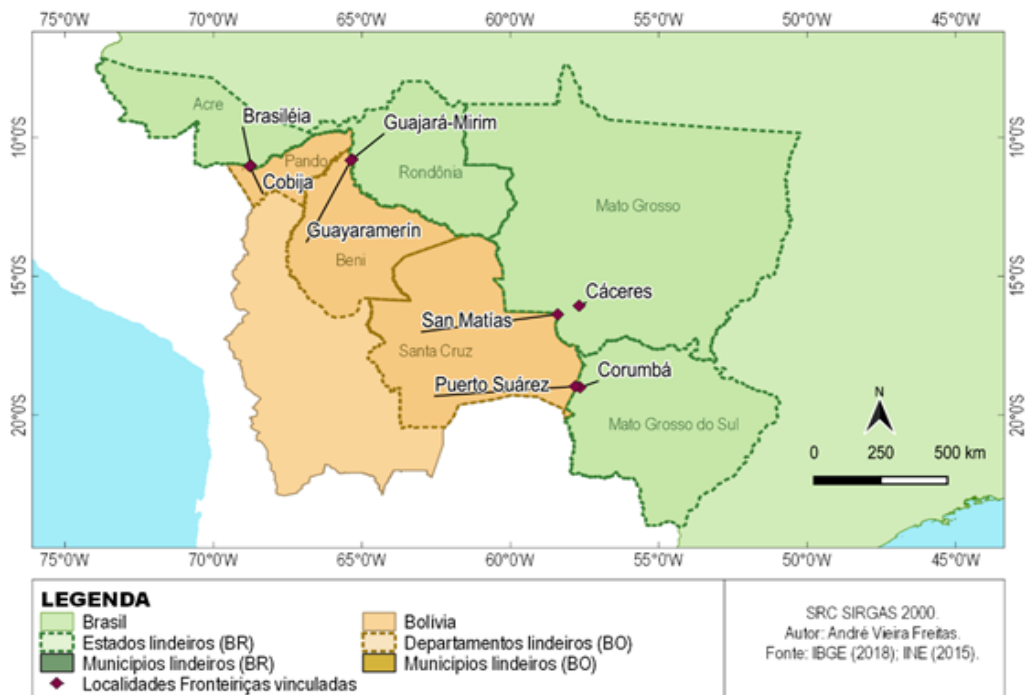 75°0'W 70°0'W 65°0'W 60°0'W 55°0'W 50°0'W 45°0'W
Acre
Brasiléia
Guajará-Mirim
10°0'S
10°0'S
Pando
Rondônia
Cobija
Mato Grosso
Guayaramerín
Beni
15°0'S
15°0'S
Cáceres
San Matías
Santa Cruz
Puerto Suárez
Corumbá
N
20°0'S
20°0'S
Mato Grosso do Sul
0 250 500 km
75°0'W 70°0'W 65°0'W 60°0'W 55°0'W 50°0'W 45°0'W
LEGENDA
Brasil
Bolivia
Estados lindeiros (BR)
Departamentos lindeiros (BO)
Municípios lindeiros (BR)
Municípios lindeiros (BO)
Localidades Fronteiriças vinculadas
SRC SIRGAS 2000.
Autor: André Vieira Freitas.
Fonte: IBGE (2018); INE (2015).